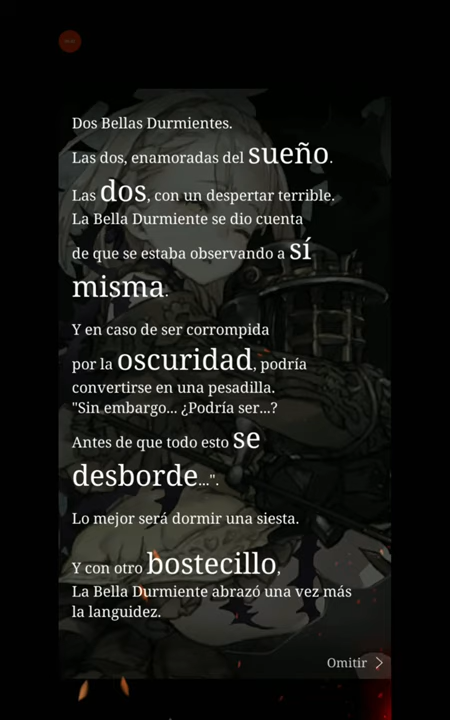 Dos Bellas Durmientes.
Las dos, enamoradas del sueño.
Las dos, con un despertar terrible.
La Bella Durmiente se dio cuenta
de que se estaba observando a sí
misma.
Y en caso de ser corrompida
por la oscuridad, podría
convertirse en una pesadilla.
"Sin embargo... ¿Podría ser...?
Antes de que todo esto se
desborde...".
Lo mejor será dormir una siesta.
Y con otro bostecillo,
La Bella Durmiente abrazó una vez más
la languidez.
Omitir